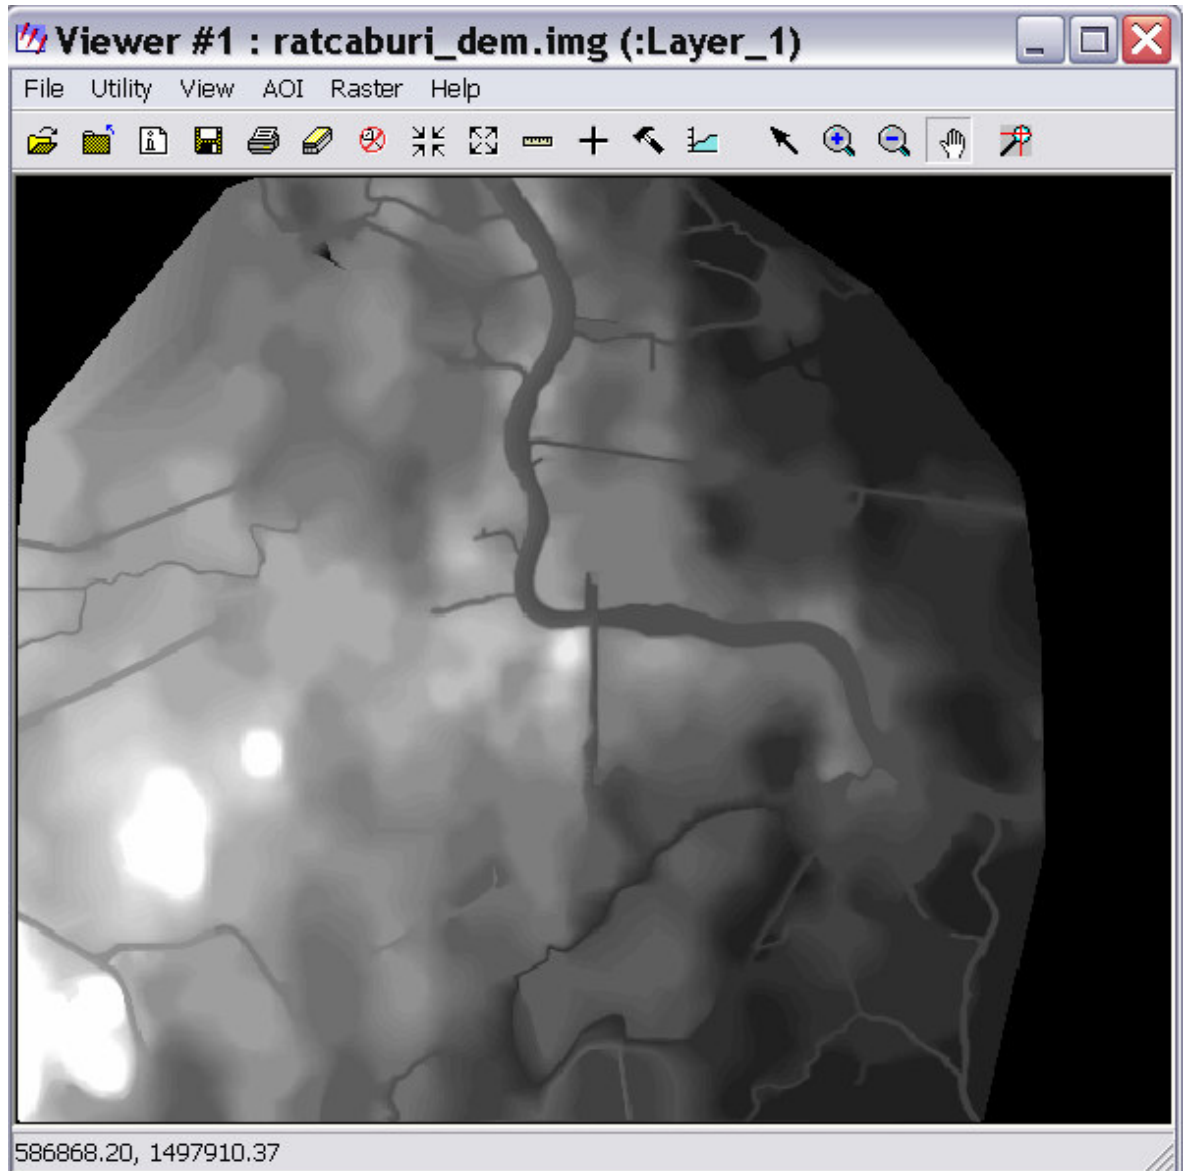 Viewer #1 : ratcaburi_dem.img (:Layer_1)
File Utility View AOI Raster Help
586868.20, 1497910.37